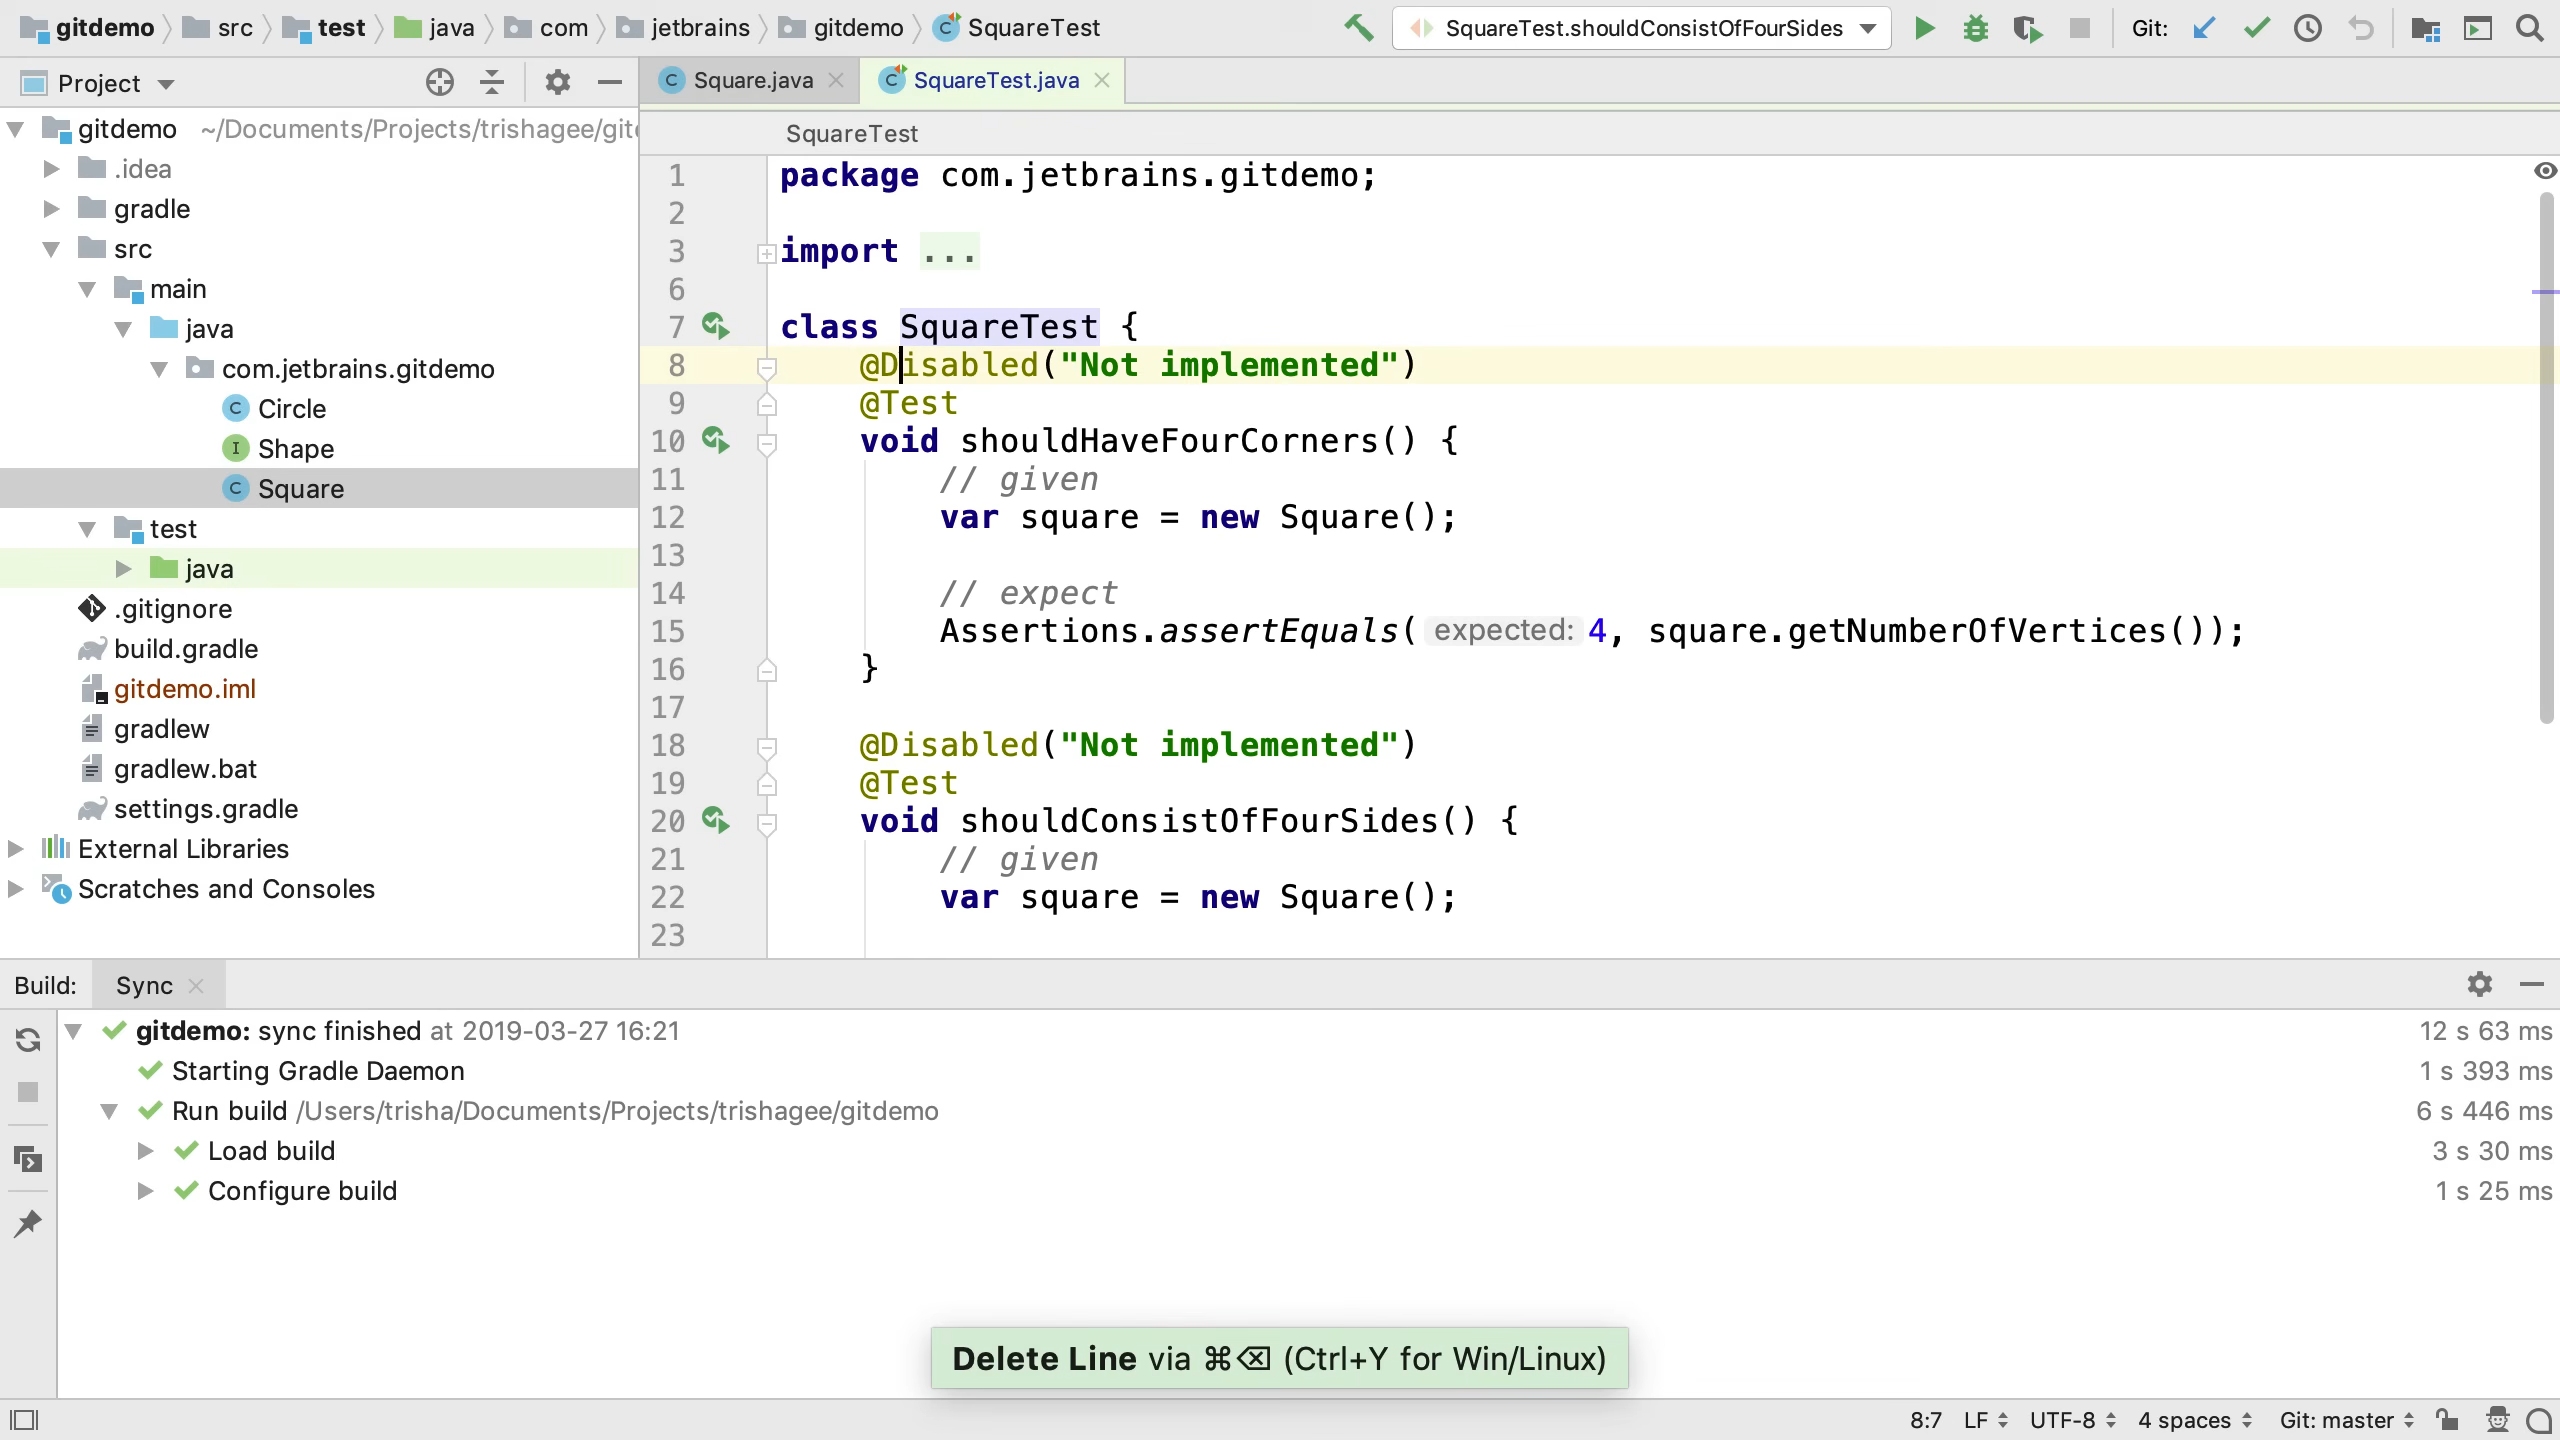 gitdemo src test java com jetbrains gitdemo SquareTest SquareTest.shouldConsistOfFourSides Git:
Project
Square.java SquareTest.java
gitdemo ~/Documents/Projects/trishagee/git
.idea
gradle
src
main
java
com.jetbrains.gitdemo
Circle
Shape
Square
test
java
.gitignore
build.gradle
gitdemo.iml
gradlew
gradlew.bat
settings.gradle
External Libraries
Scratches and Consoles
SquareTest
1 package com.jetbrains.gitdemo;
2
3 import ...
6
7 class SquareTest {
8 @Disabled("Not implemented")
9 @Test
10 void shouldHaveFourCorners() {
11 // given
12 var square = new Square();
13
14 // expect
15 Assertions.assertEquals( expected: 4, square.getNumberOfVertices());
16 }
17
18 @Disabled("Not implemented")
19 @Test
20 void shouldConsistOfFourSides() {
21 // given
22 var square = new Square();
23
Build: Sync
gitdemo: sync finished at 2019-03-27 16:21 12 s 63 ms
Starting Gradle Daemon 1 s 393 ms
Run build /Users/trisha/Documents/Projects/trishagee/gitdemo 6 s 446 ms
Load build 3 s 30 ms
Configure build 1 s 25 ms
Delete Line via ⌘⌫ (Ctrl+Y for Win/Linux)
8:7 LF UTF-8 4 spaces Git: master